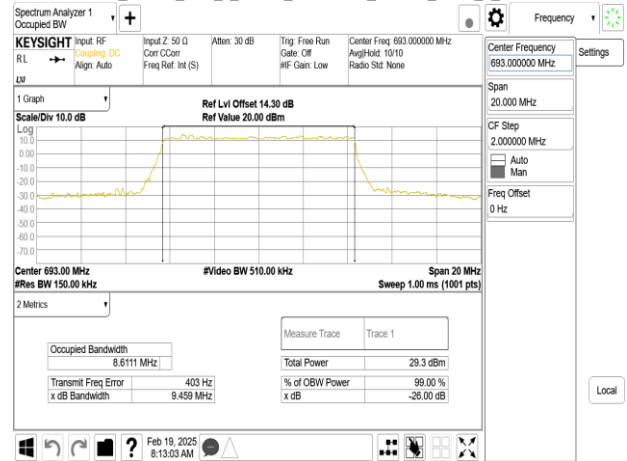 Spectrum Analyzer 1
Occupied BW
Frequency
KEYSIGHT
RL
LXI
Input: RF
Coupling: DC
Align: Auto
Input Z: 50 Ω
Corr CCorr
Freq Ref: Int (S)
Atten: 30 dB
Trig: Free Run
Gate: Off
#IF Gain: Low
Center Freq: 693.000000 MHz
Avg|Hold: 10/10
Radio Std: None
Center Frequency
693.000000 MHz
Settings
Span
20.000 MHz
CF Step
2.000000 MHz
Auto
Man
Freq Offset
0 Hz
1 Graph
Scale/Div 10.0 dB
Ref Lvl Offset 14.30 dB
Ref Value 20.00 dBm
Log
10.0
0.00
-10.0
-20.0
-30.0
-40.0
-50.0
-60.0
-70.0
Center 693.00 MHz
#Res BW 150.00 kHz
#Video BW 510.00 kHz
Span 20 MHz
Sweep 1.00 ms (1001 pts)
2 Metrics
Measure Trace Trace 1
Occupied Bandwidth
8.6111 MHz
Total Power 29.3 dBm
Transmit Freq Error 403 Hz
% of OBW Power 99.00 %
x dB Bandwidth 9.459 MHz
x dB -26.00 dB
Local
Feb 19, 2025
8:13:03 AM